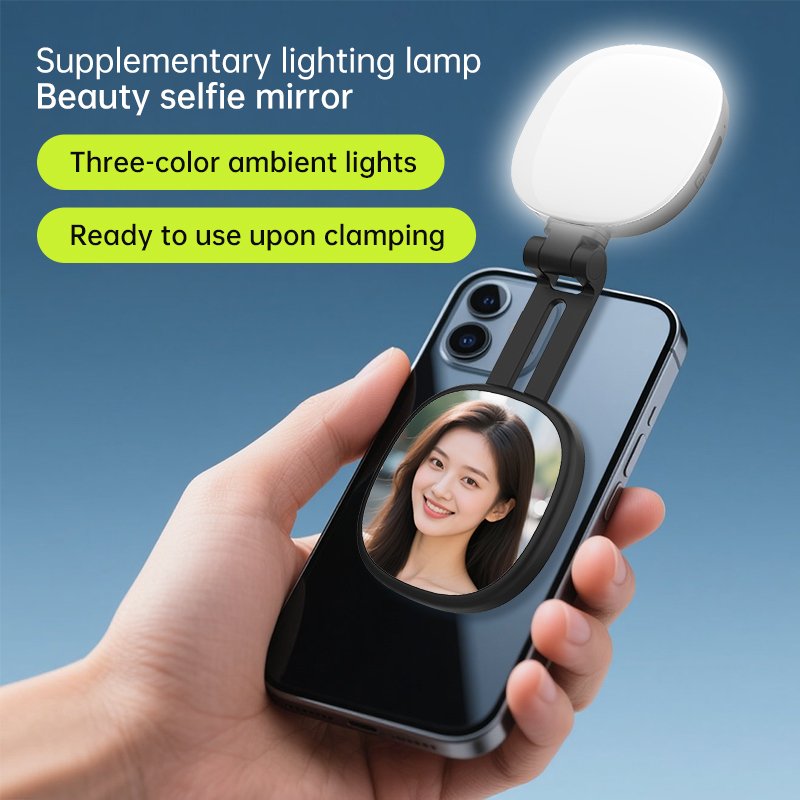 Supplementary lighting lamp
Beauty selfie mirror
Three-color ambient lights
Ready to use upon clamping